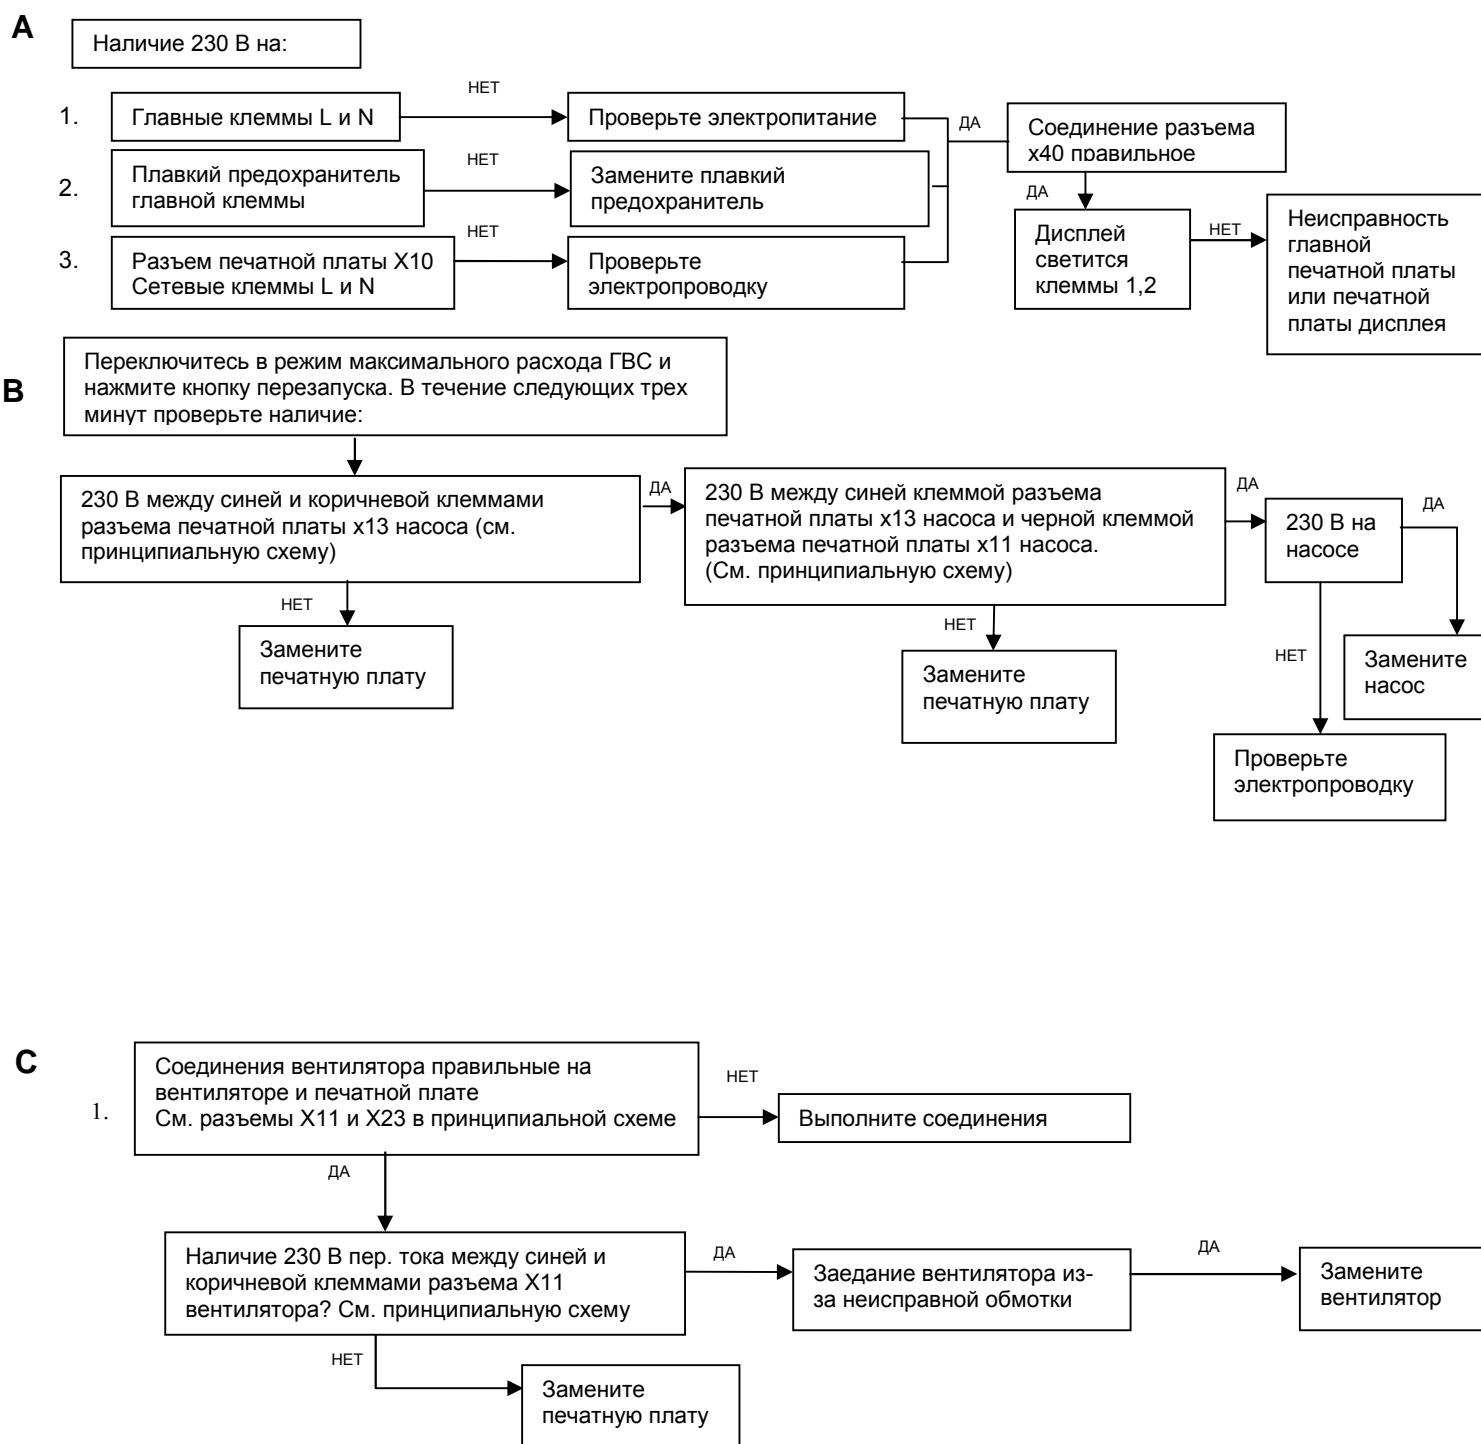 A
Наличие 230 В на:
НЕТ
1.
Главные клеммы L и N
Проверьте электропитание
ДА
Соединение разъема
x40 правильное
НЕТ
2.
Плавкий предохранитель
главной клеммы
Замените плавкий
предохранитель
ДА
НЕТ
3.
Разъем печатной платы X10
Сетевые клеммы L и N
Проверьте
электропроводку
Дисплей
светится
клеммы 1,2
НЕТ
Неисправность
главной
печатной платы
или печатной
платы дисплея
B
Переключитесь в режим максимального расхода ГВС и
нажмите кнопку перезапуска. В течение следующих трех
минут проверьте наличие:
230 В между синей и коричневой клеммами
разъема печатной платы x13 насоса (см.
принципиальную схему)
ДА
230 В между синей клеммой разъема
печатной платы x13 насоса и черной клеммой
разъема печатной платы x11 насоса.
(См. принципиальную схему)
ДА
230 В на
насосе
ДА
НЕТ
Замените
печатную плату
НЕТ
Замените
печатную плату
НЕТ
Замените
насос
Проверьте
электропроводку
C
1.
Соединения вентилятора правильные на
вентиляторе и печатной плате
См. разъемы X11 и X23 в принципиальной схеме
НЕТ
Выполните соединения
ДА
Наличие 230 В пер. тока между синей и
коричневой клеммами разъема X11
вентилятора? См. принципиальную схему
ДА
Заедание вентилятора из-
за неисправной обмотки
ДА
Замените
вентилятор
НЕТ
Замените
печатную плату